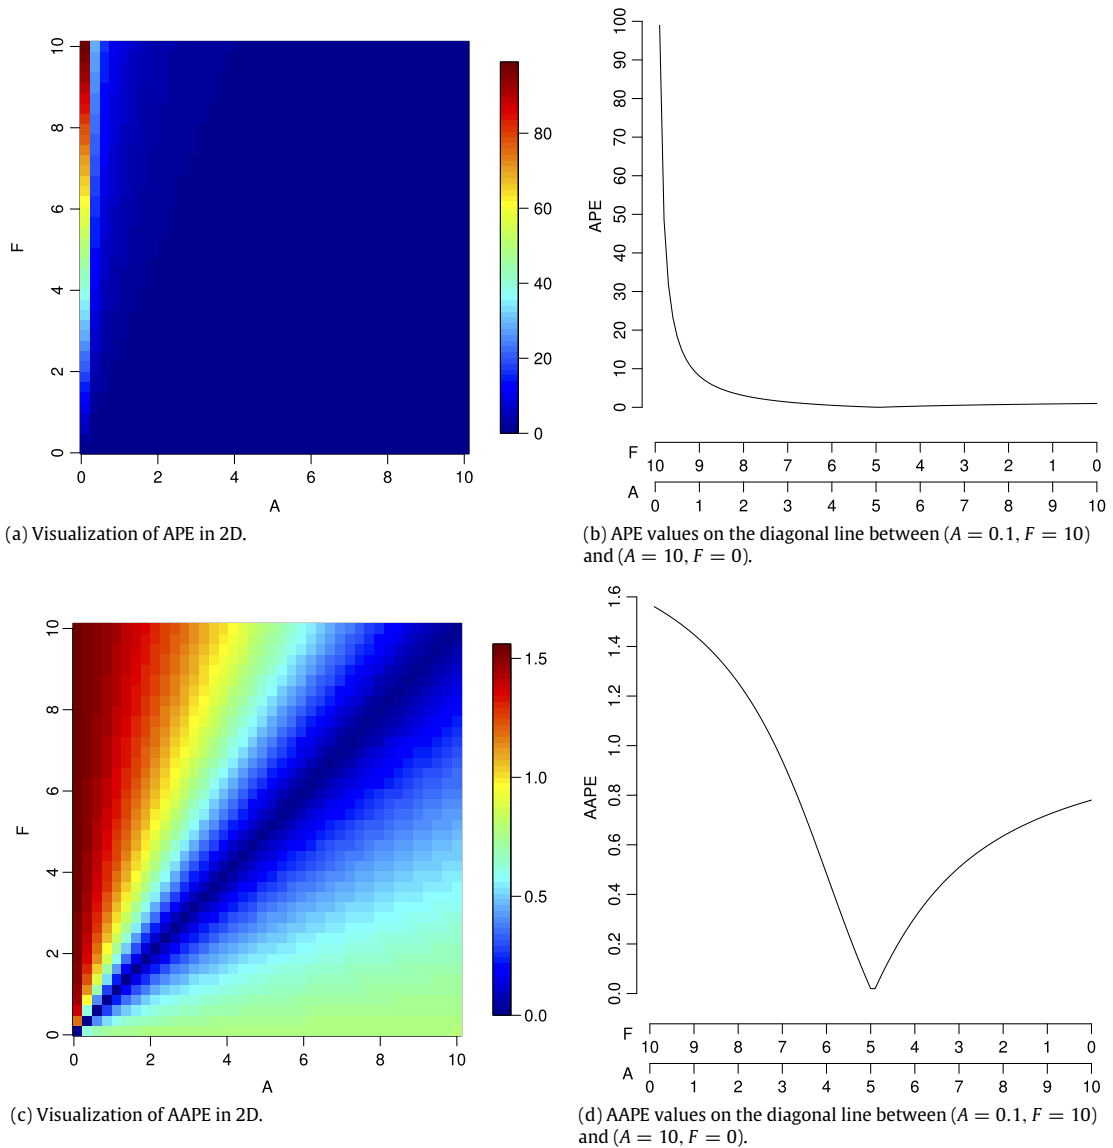 10
8
6
4
2
0
F
0 2 4 6 8 10
A
80
60
40
20
0
(a) Visualization of APE in 2D.
100
90
80
70
60
50
40
30
20
10
0
APE
F
10 9 8 7 6 5 4 3 2 1 0
A
0 1 2 3 4 5 6 7 8 9 10
(b) APE values on the diagonal line between (A = 0.1, F = 10)
and (A = 10, F = 0).
10
8
6
4
2
0
F
0 2 4 6 8 10
A
1.5
1.0
0.5
0.0
(c) Visualization of AAPE in 2D.
1.6
1.4
1.2
1.0
0.8
0.6
0.4
0.2
0.0
AAPE
F
10 9 8 7 6 5 4 3 2 1 0
A
0 1 2 3 4 5 6 7 8 9 10
(d) AAPE values on the diagonal line between (A = 0.1, F = 10)
and (A = 10, F = 0).